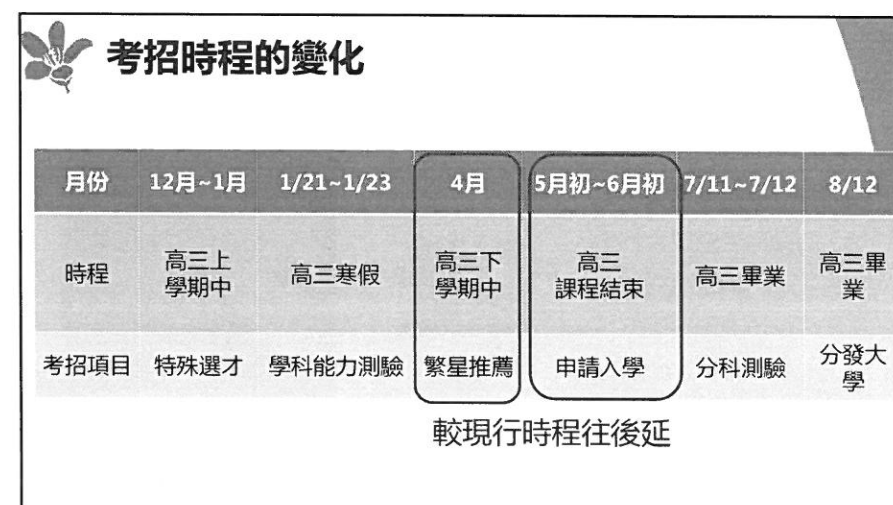 考招時程的變化
月份 12月~1月 1/21~1/23 4月 5月初~6月初 7/11~7/12 8/12
時程 高三上學期中 高三寒假 高三下學期中 高三課程結束 高三畢業 高三畢業
考招項目 特殊選才 學科能力測驗 繁星推薦 申請入學 分科測驗 分發大學
較現行時程往後延